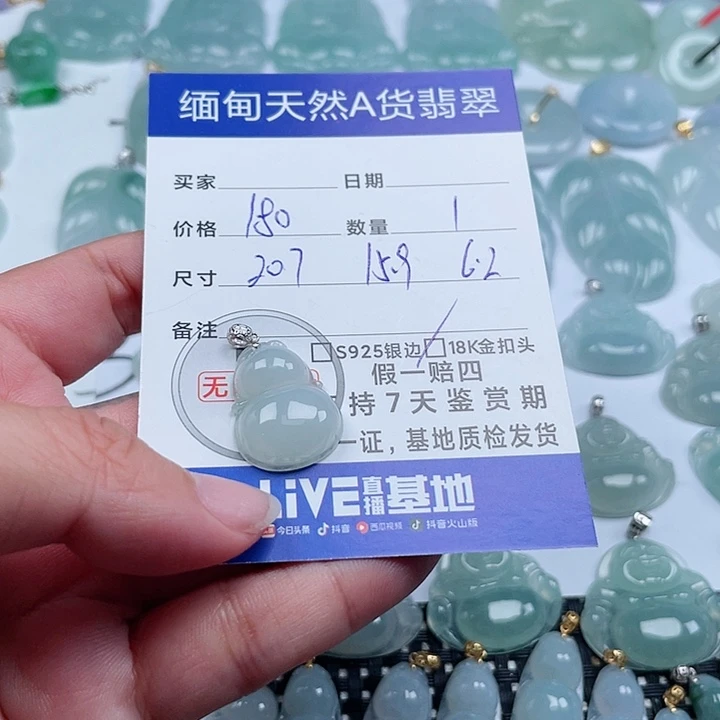 缅甸天然A货翡翠
买家 日期
价格 180 数量 1
尺寸 20.7 15.9 6.2
备注
S925银边 18K金扣头
无
假一赔四
持7天鉴赏期
一证,基地质检发货
LiVE直播基地
今日头条 抖音 西瓜视频 抖音火山版